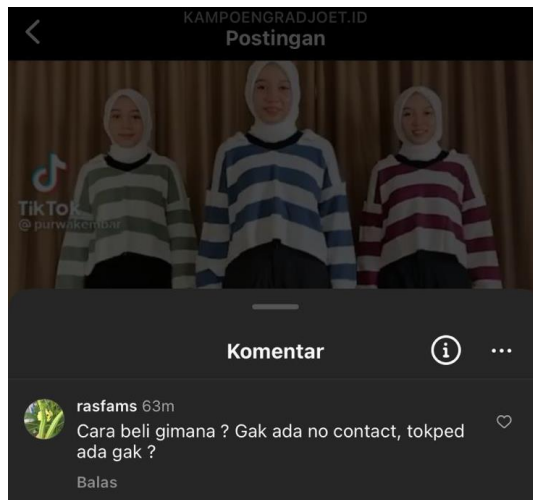 KAMPOENGRADJOET.ID
Postingan
TikTok
@ purwakembar
Komentar
rasfams 63m
Cara beli gimana ? Gak ada no contact, tokped
ada gak ?
Balas